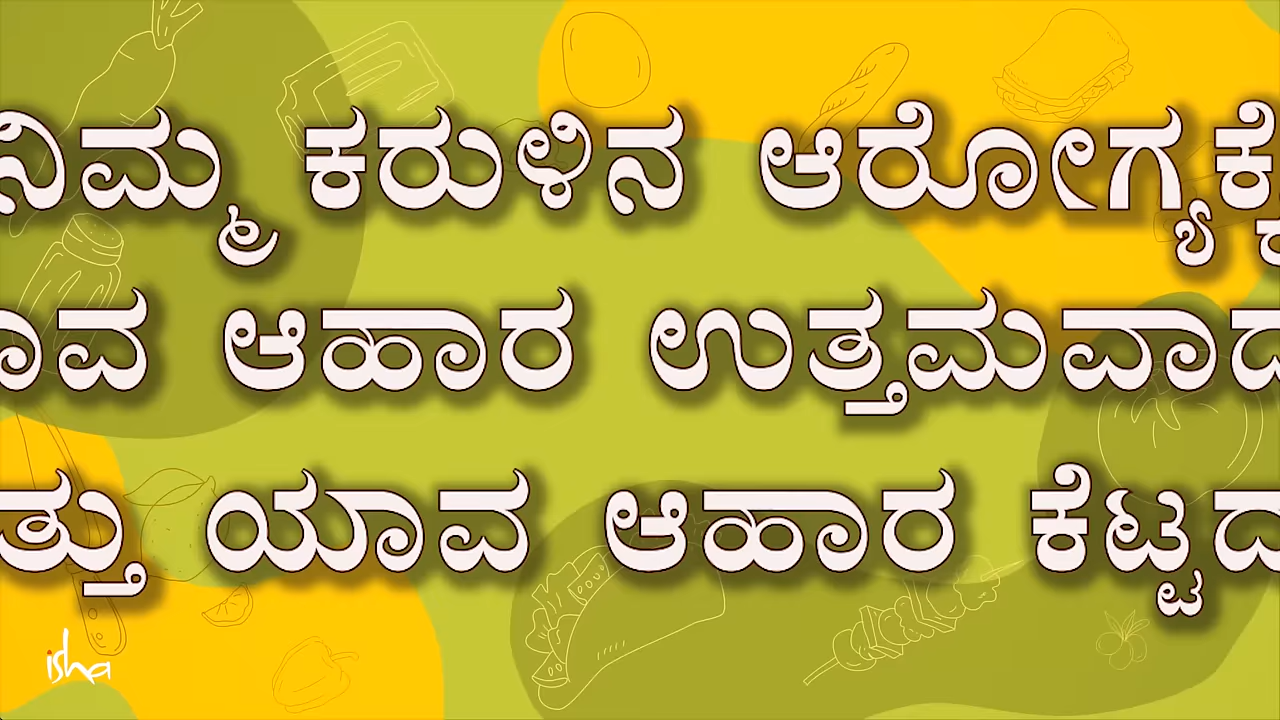 ನಿಮ್ಮ ಕರುಳಿನ ಆರೋಗ್ಯಕ್ಕೆ
ಾವ ಆಹಾರ ಉತ್ತಮವಾದ
ತ್ತು ಯಾವ ಆಹಾರ ಕೆಟ್ಟದ
isha